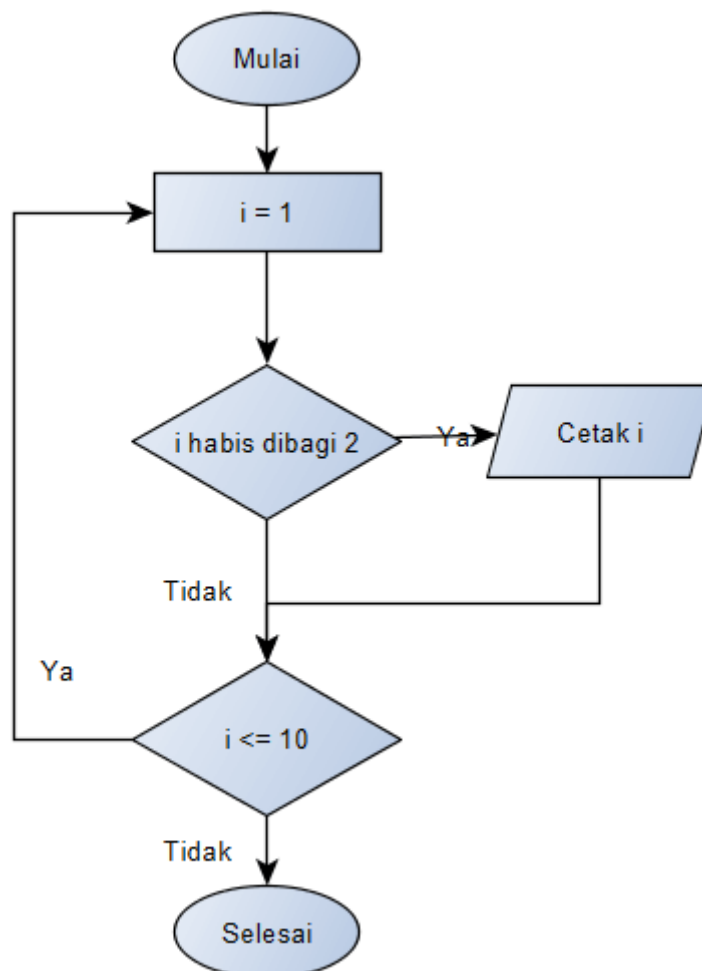 Mulai
i = 1
i habis dibagi 2
Ya
Cetak i
Tidak
Ya
i <= 10
Tidak
Selesai